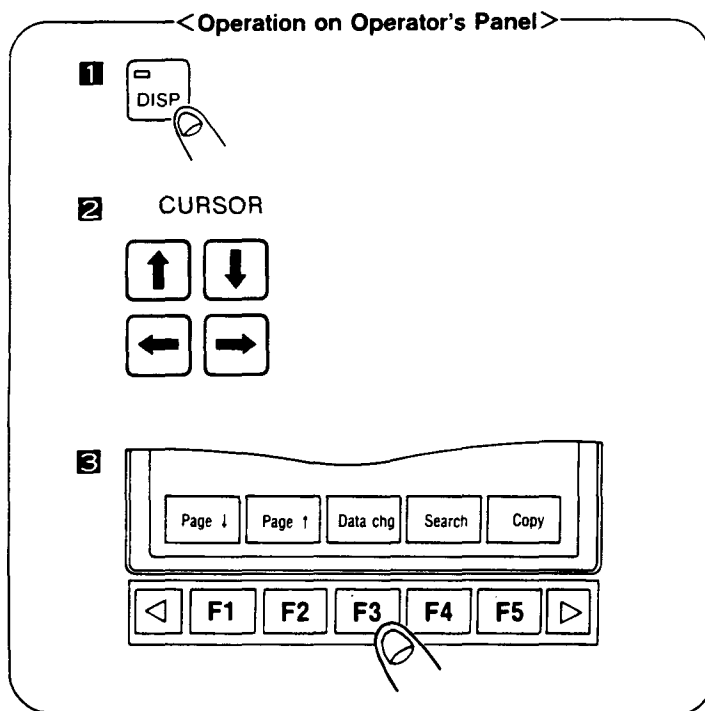 <Operation on Operator's Panel>
1
DISP
2 CURSOR
↑ ↓
← →
3
Page ↓ Page ↑ Data chg Search Copy
◁ F1 F2 F3 F4 F5 ▷